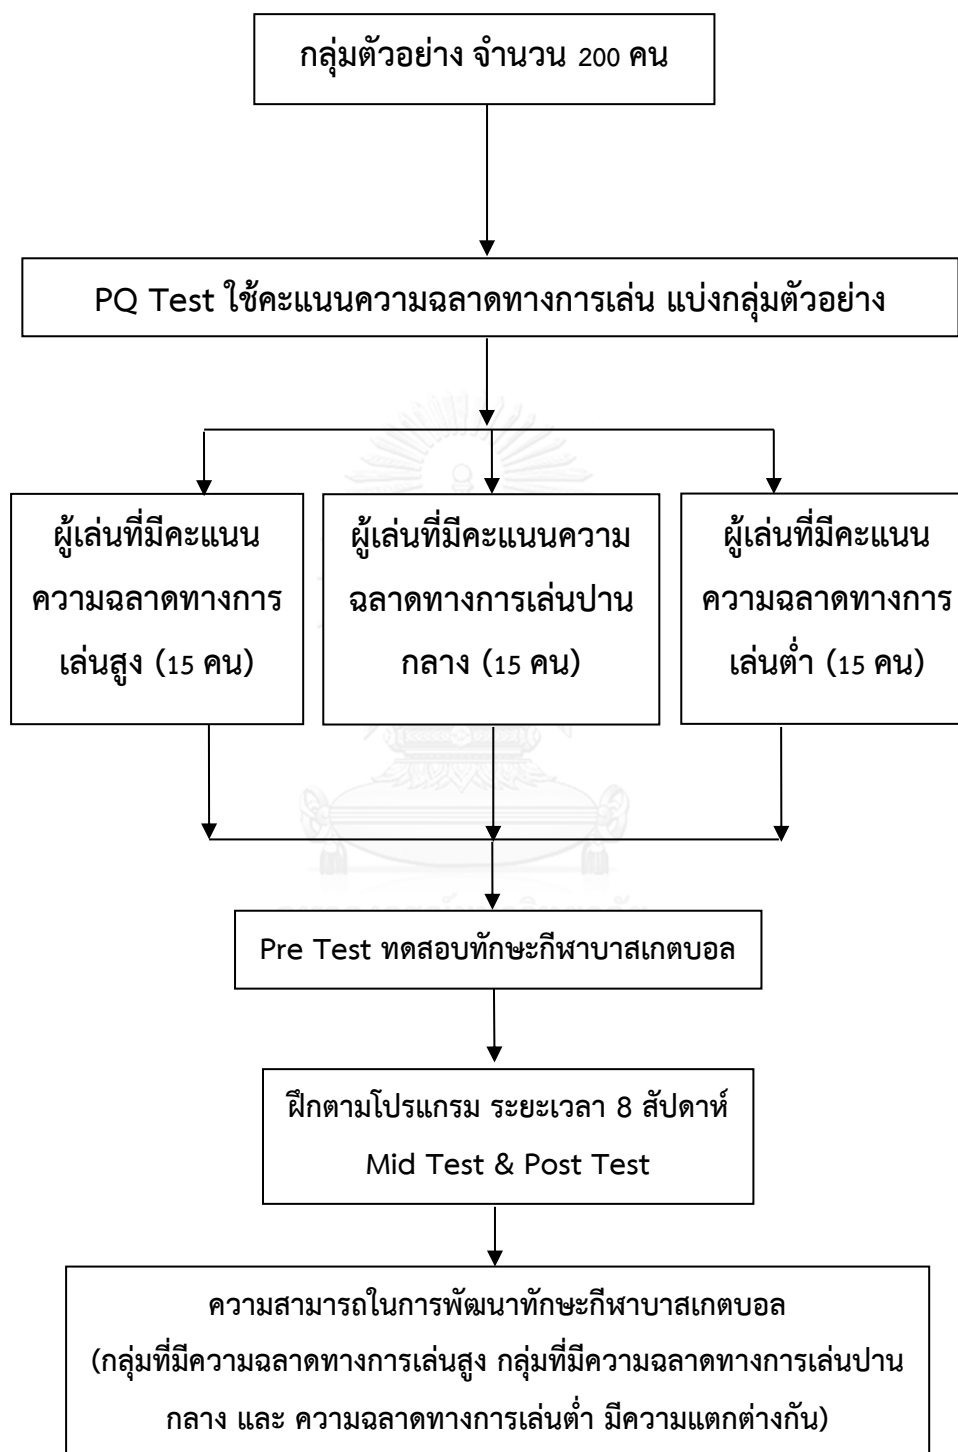 กลุ่มตัวอย่าง จำนวน 200 คน
PQ Test ใช้คะแนนความฉลาดทางการเล่น แบ่งกลุ่มตัวอย่าง
ผู้เล่นที่มีคะแนน
ความฉลาดทางการ
เล่นสูง (15 คน)
ผู้เล่นที่มีคะแนนความ
ฉลาดทางการเล่นปาน
กลาง (15 คน)
ผู้เล่นที่มีคะแนน
ความฉลาดทางการ
เล่นต่ำ (15 คน)
Pre Test ทดสอบทักษะกีฬาบาสเกตบอล
ฝึกตามโปรแกรม ระยะเวลา 8 สัปดาห์
Mid Test & Post Test
ความสามารถในการพัฒนาทักษะกีฬาบาสเกตบอล
(กลุ่มที่มีความฉลาดทางการเล่นสูง กลุ่มที่มีความฉลาดทางการเล่นปาน
กลาง และ ความฉลาดทางการเล่นต่ำ มีความแตกต่างกัน)